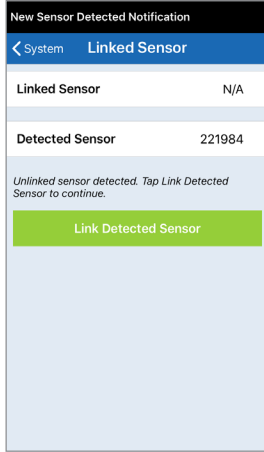 New Sensor Detected Notification
System Linked Sensor
Linked Sensor N/A
Detected Sensor 221984
Unlinked sensor detected. Tap Link Detected
Sensor to continue.
Link Detected Sensor